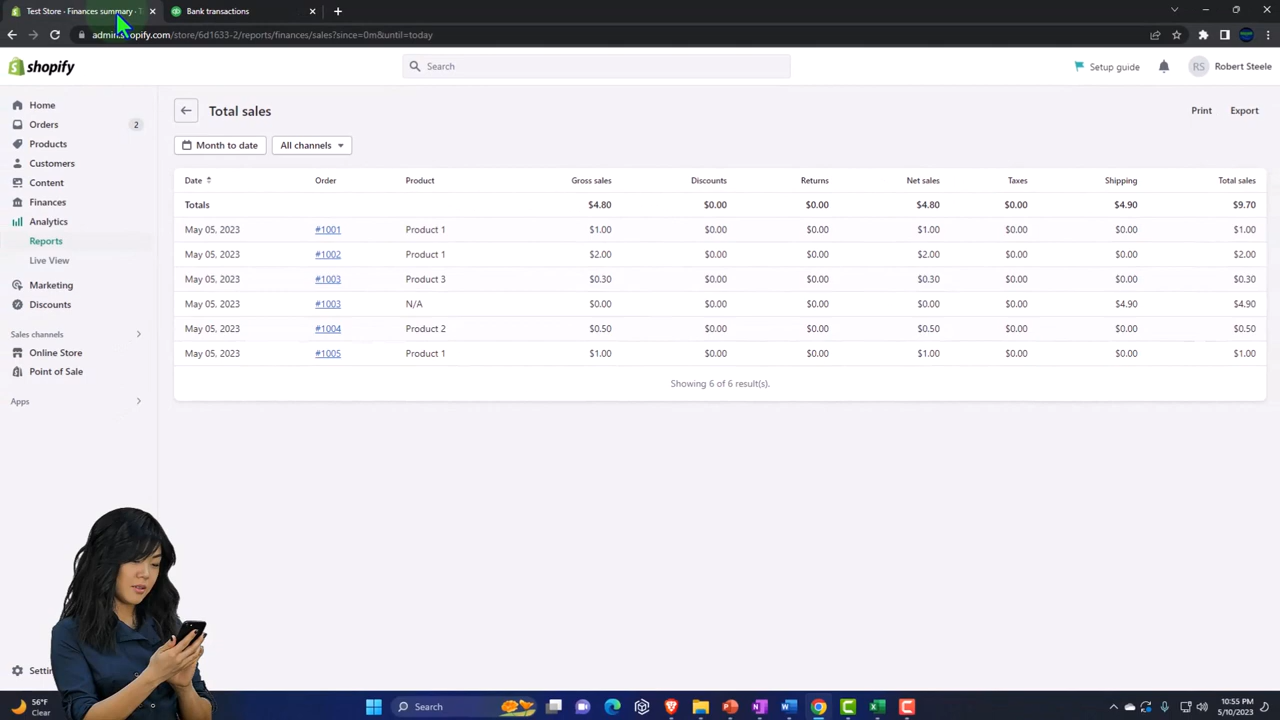 Test Store · Finances summary · T
Bank transactions
admin.shopify.com/store/6d1633-2/reports/finances/sales?since=0m&until=today
shopify
Search
Setup guide
RS
Robert Steele
Home
Orders
2
Products
Customers
Content
Finances
Analytics
Reports
Live View
Marketing
Discounts
Sales channels
Online Store
Point of Sale
Apps
Total sales
Print
Export
Month to date
All channels
Date Order Product Gross sales Discounts Returns Net sales Taxes Shipping Total sales
Totals $4.80 $0.00 $0.00 $4.80 $0.00 $4.90 $9.70
May 05, 2023 #1001 Product 1 $1.00 $0.00 $0.00 $1.00 $0.00 $0.00 $1.00
May 05, 2023 #1002 Product 1 $2.00 $0.00 $0.00 $2.00 $0.00 $0.00 $2.00
May 05, 2023 #1003 Product 3 $0.30 $0.00 $0.00 $0.30 $0.00 $0.00 $0.30
May 05, 2023 #1003 N/A $0.00 $0.00 $0.00 $0.00 $0.00 $4.90 $4.90
May 05, 2023 #1004 Product 2 $0.50 $0.00 $0.00 $0.50 $0.00 $0.00 $0.50
May 05, 2023 #1005 Product 1 $1.00 $0.00 $0.00 $1.00 $0.00 $0.00 $1.00
Showing 6 of 6 result(s).
56°F
Clear
Search
10:55 PM
5/10/2023